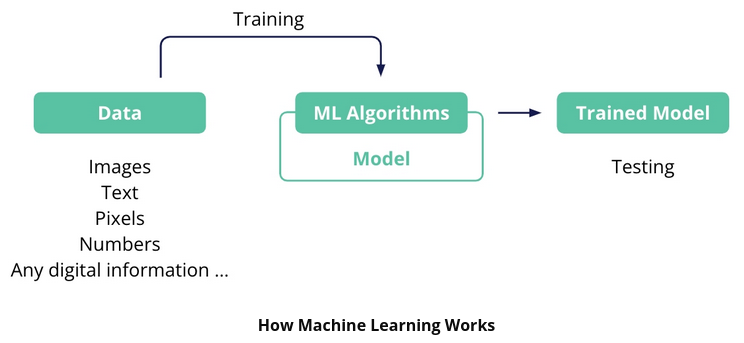 Training
Data
ML Algorithms
Trained Model
Model
Images
Text
Pixels
Numbers
Any digital information ...
Testing
How Machine Learning Works